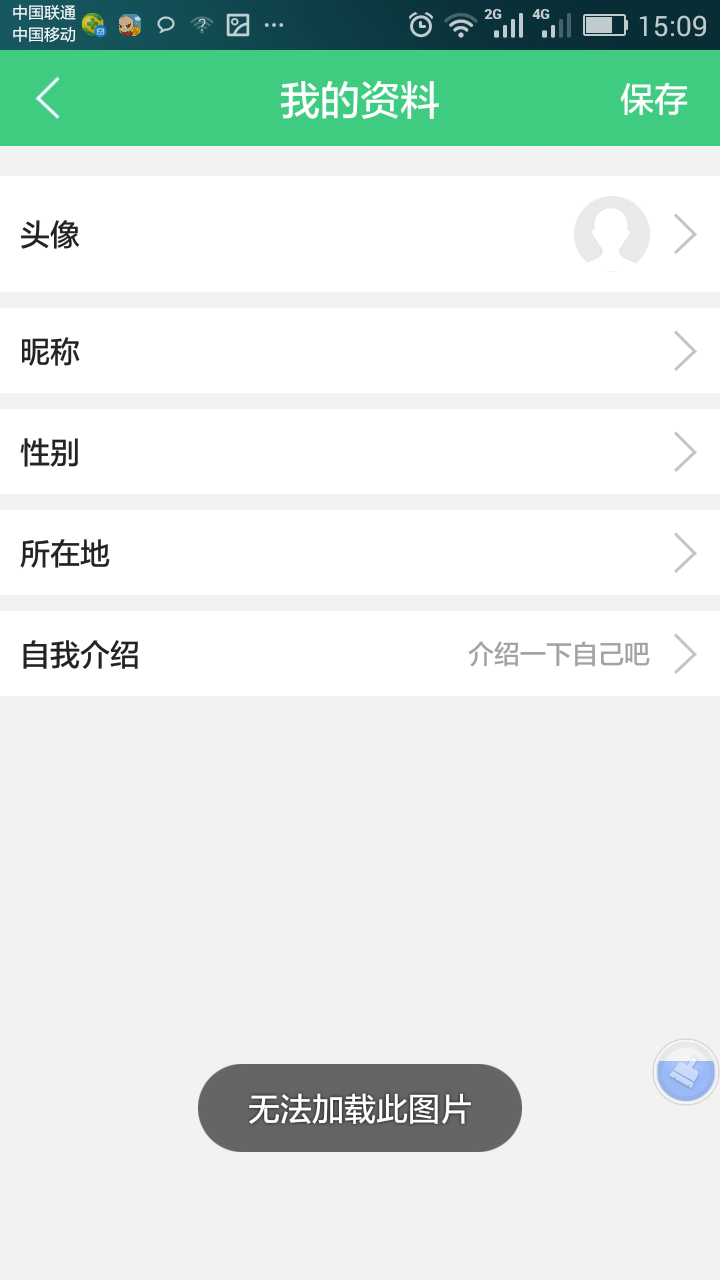 中国联通
中国移动
2G
4G
15:09
我的资料
保存
头像
昵称
性别
所在地
自我介绍
介绍一下自己吧
无法加载此图片